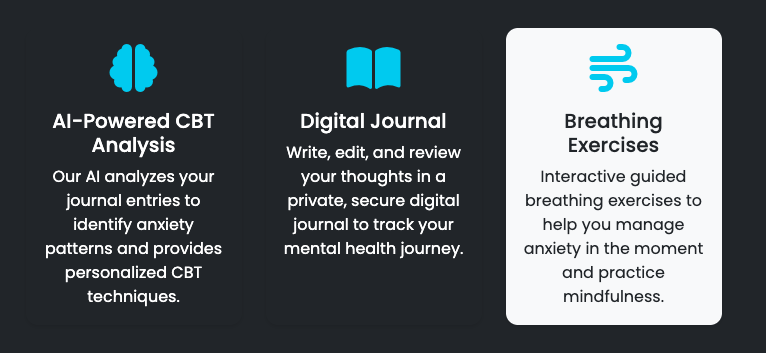 AI-Powered CBT
Analysis
Our AI analyzes your
journal entries to
identify anxiety
patterns and provides
personalized CBT
techniques.
Digital Journal
Write, edit, and review
your thoughts in a
private, secure digital
journal to track your
mental health journey.
Breathing
Exercises
Interactive guided
breathing exercises to
help you manage
anxiety in the moment
and practice
mindfulness.